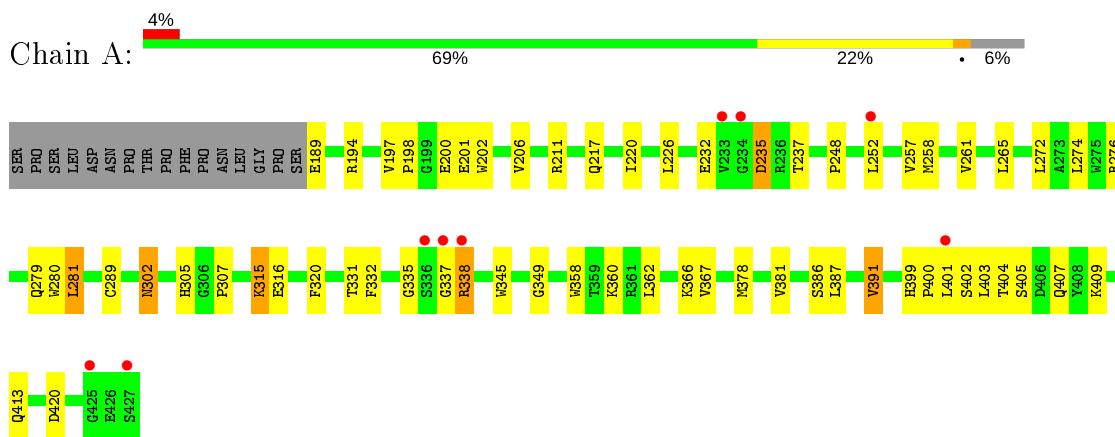 4%
Chain A:
69% 22% • 6%
SER PRO SER LEU ASP ASN PRO THR PRO PRO PHE PRO ASN LEU GLY PRO SER E189 R194 V197 P198 G199 E200 E201 W202 V206 R211 Q217 I220 L226 E232 V233 G234 D235 R236 T237 P248 L252 V257 M258 V261 L265 L272 A273 L274 W275 R276
Q279 W280 L281 C289 N302 H305 G306 P307 K315 E316 F320 T331 F332 G335 S336 G337 R338 W345 G349 W358 T359 K360 R361 L362 K366 V367 M378 V381 S386 L387 V391 H399 P400 L401 S402 L403 T404 S405 D406 Q407 Y408 K409
Q413 D420 G425 E426 S427